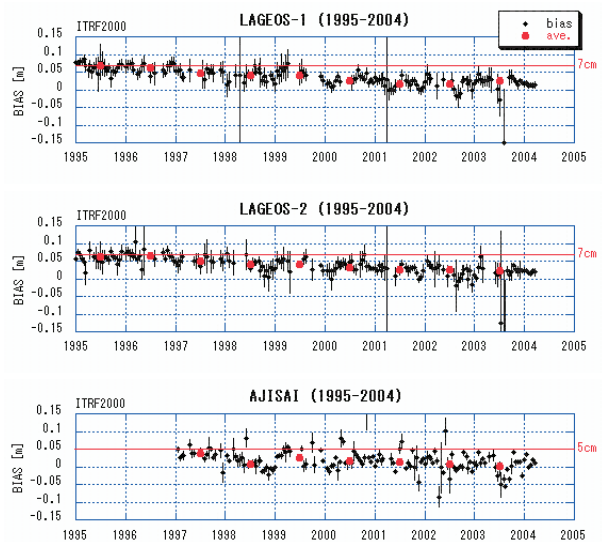 LAGEOS-1 (1995-2004)
ITRF2000
bias
ave.
0.15
0.1
0.05
0
-0.05
-0.1
-0.15
BIAS [m]
7cm
1995 1996 1997 1998 1999 2000 2001 2002 2003 2004 2005
LAGEOS-2 (1995-2004)
ITRF2000
0.15
0.1
0.05
0
-0.05
-0.1
-0.15
BIAS [m]
7cm
1995 1996 1997 1998 1999 2000 2001 2002 2003 2004 2005
AJISAI (1995-2004)
ITRF2000
0.15
0.1
0.05
0
-0.05
-0.1
-0.15
BIAS [m]
5cm
1995 1996 1997 1998 1999 2000 2001 2002 2003 2004 2005